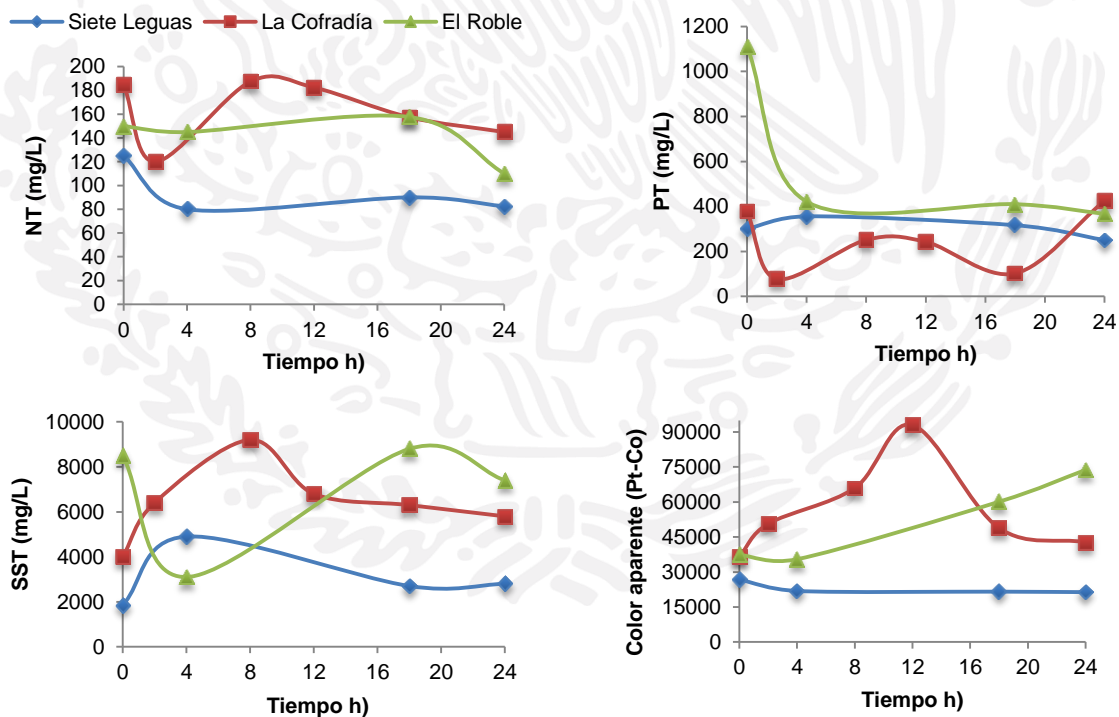 Siete Leguas La Cofradía El Roble
200
180
160
140
120
100
80
60
40
20
0
NT (mg/L)
0 4 8 12 16 20 24
Tiempo h)
1200
1000
800
600
400
200
0
PT (mg/L)
0 4 8 12 16 20 24
Tiempo h)
10000
8000
6000
4000
2000
0
SST (mg/L)
0 4 8 12 16 20 24
Tiempo h)
90000
75000
60000
45000
30000
15000
0
Color aparente (Pt-Co)
0 4 8 12 16 20 24
Tiempo h)